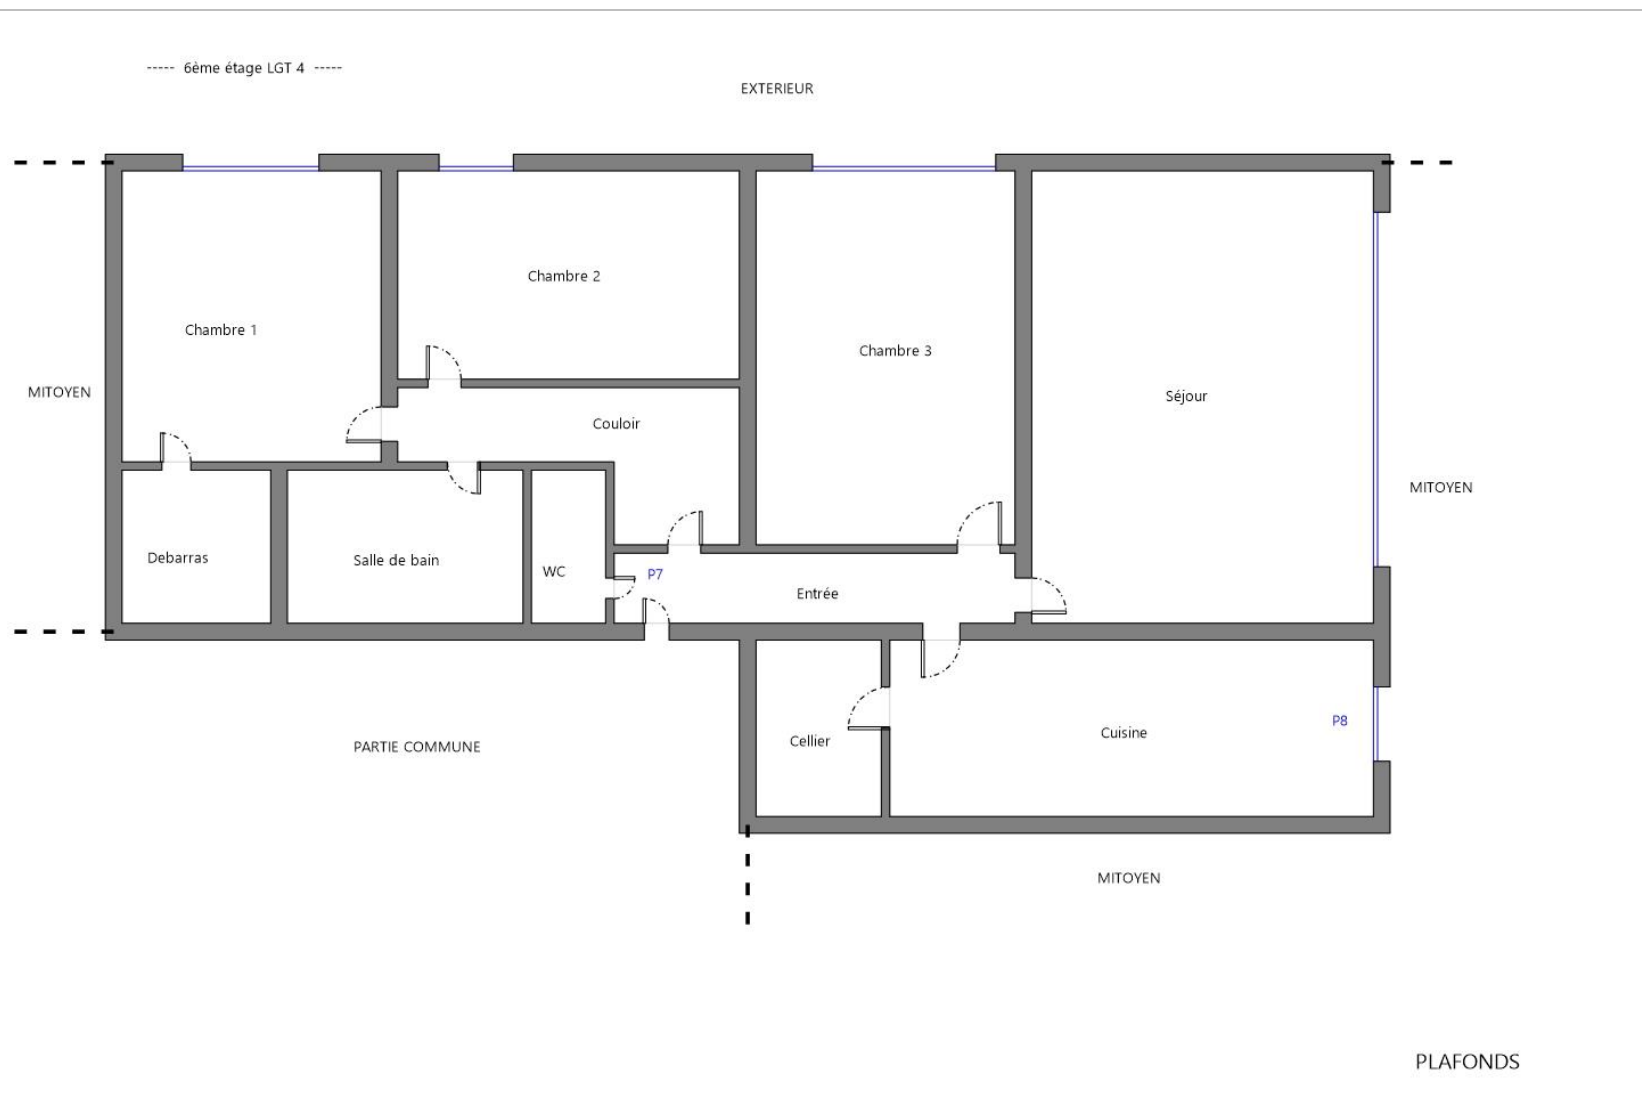 ----- 6ème étage LGT 4 -----
EXTERIEUR
Chambre 2
Chambre 1
Chambre 3
MITOYEN
Séjour
Couloir
MITOYEN
Debarras
Salle de bain
WC
P7
Entrée
P8
Cuisine
Cellier
PARTIE COMMUNE
MITOYEN
PLAFONDS